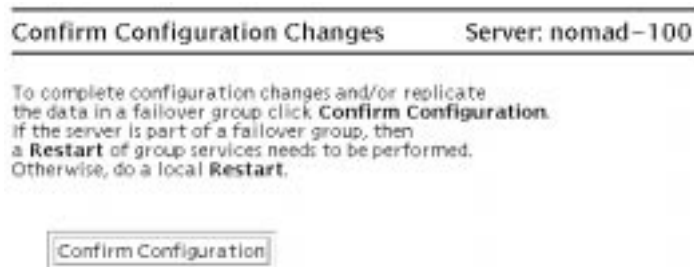 Confirm Configuration Changes Server: nomad-100
To complete configuration changes and/or replicate
the data in a failover group click Confirm Configuration.
If the server is part of a failover group, then
a Restart of group services needs to be performed.
Otherwise, do a local Restart.
Confirm Configuration